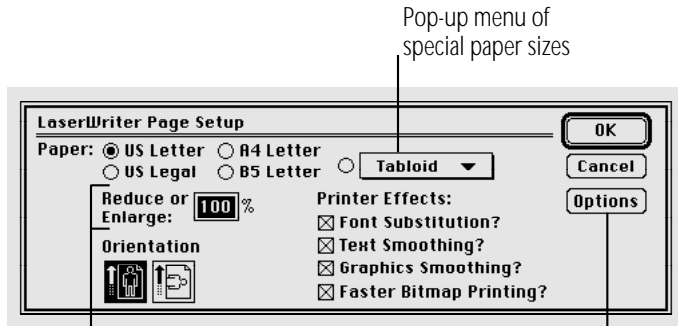 Pop-up menu of
special paper sizes
LaserWriter Page Setup
OK
Paper: US Letter A4 Letter
US Legal B5 Letter
Tabloid
Cancel
Reduce or
Enlarge: 100 %
Printer Effects:
Options
Font Substitution?
Orientation
Text Smoothing?
Graphics Smoothing?
Faster Bitmap Printing?